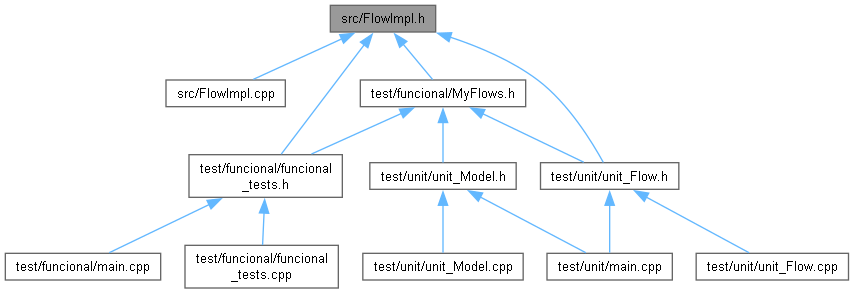 src/FlowImpl.h
src/FlowImpl.cpp
test/funcional/MyFlows.h
test/funcional/funcional
_tests.h
test/unit/unit_Model.h
test/unit/unit_Flow.h
test/funcional/main.cpp
test/funcional/funcional
_tests.cpp
test/unit/unit_Model.cpp
test/unit/main.cpp
test/unit/unit_Flow.cpp